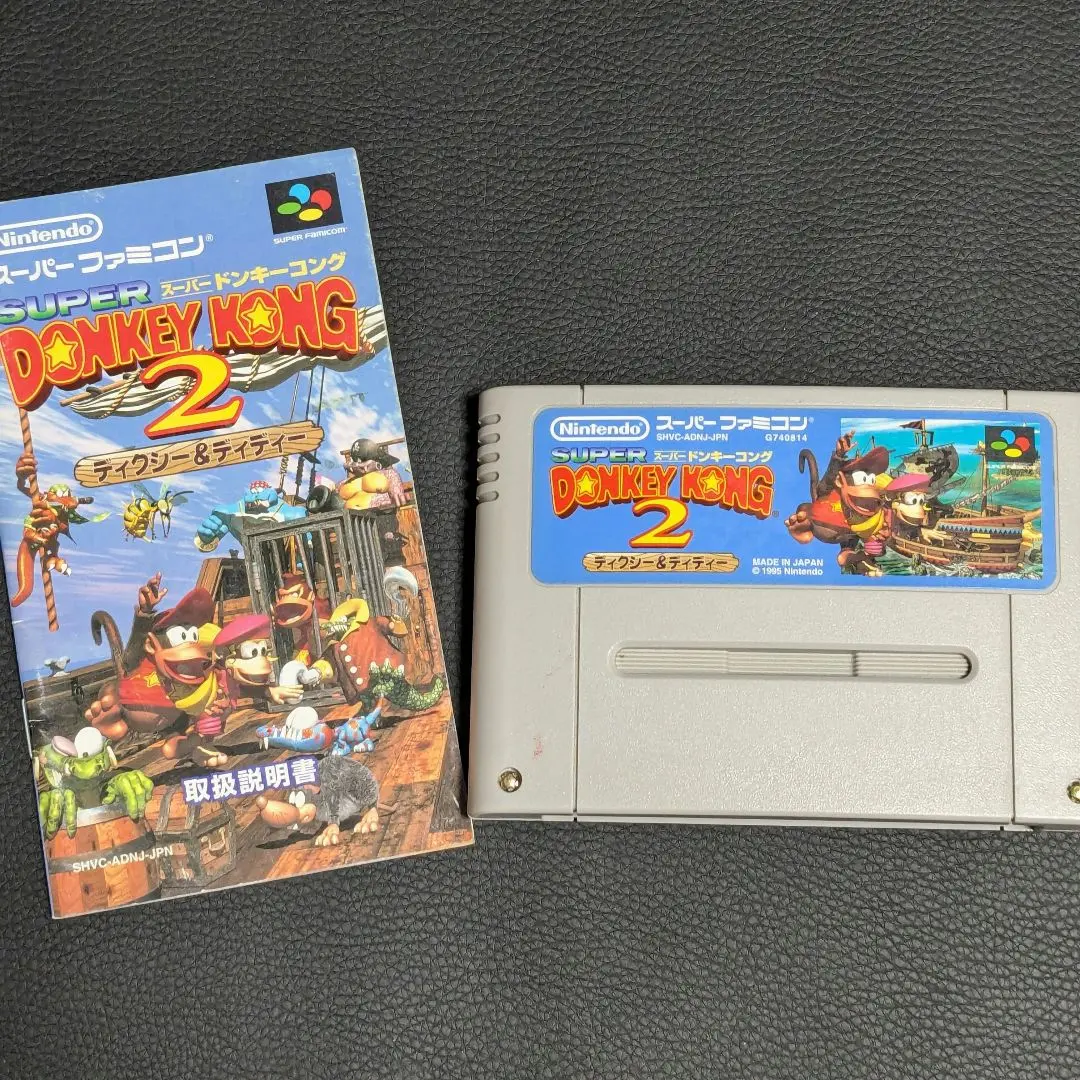 Nintendo®
スーパーファミコン®
SUPER FAMICOM™
SUPER スーパードンキーコング
DONKEY KONG
2
ディクシー&ディディー
取扱説明書
SHVC-ADNJ-JPN
Nintendo®
スーパーファミコン®
SHVC-ADNJ-JPN G740814
SUPER スーパードンキーコング
DONKEY KONG®
2
ディクシー&ディディー
MADE IN JAPAN
© 1995 Nintendo
SUPER FAMICOM